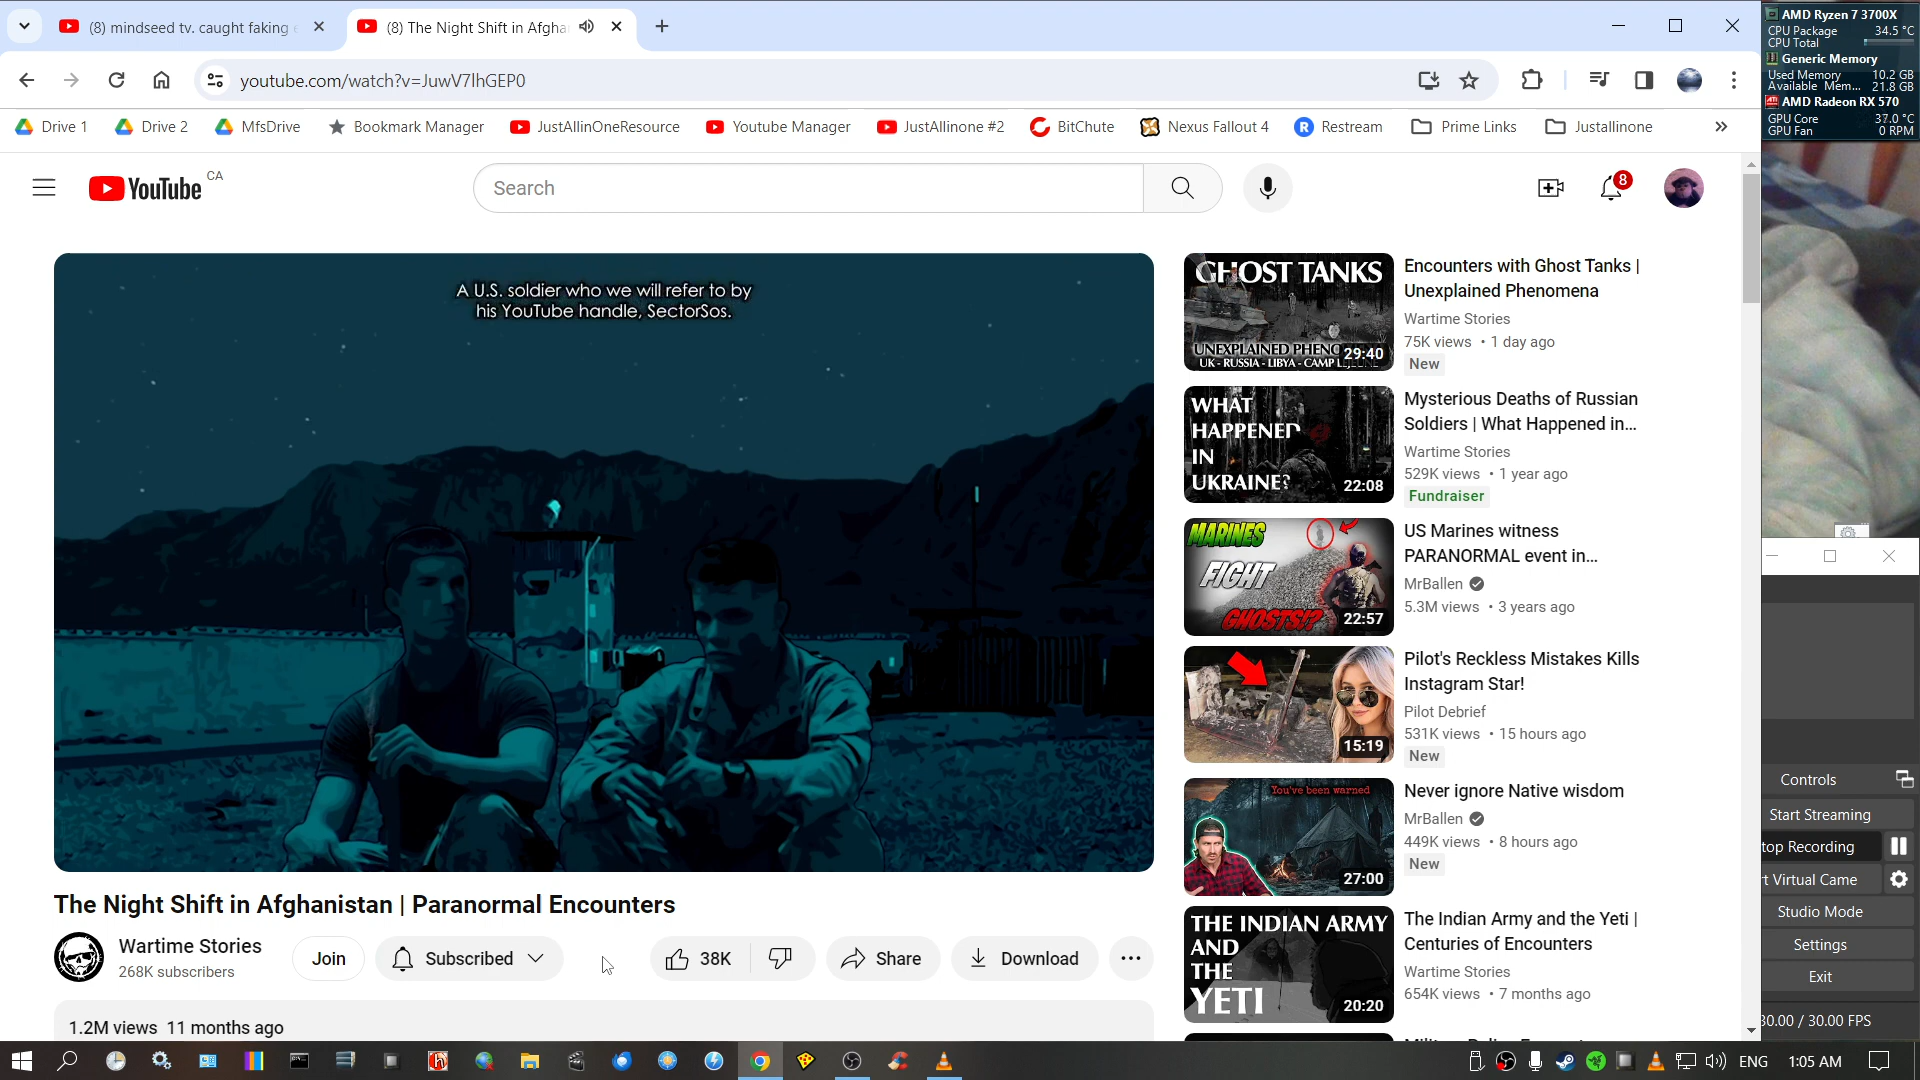 (8) mindseed tv. caught faking e
(8) The Night Shift in Afghan
youtube.com/watch?v=JuwV7lhGEP0
Drive 1
Drive 2
MfsDrive
Bookmark Manager
JustAllinOneResource
Youtube Manager
JustAllinone #2
BitChute
Nexus Fallout 4
Restream
Prime Links
Justallinone
AMD Ryzen 7 3700X
CPU Package 34.5 °C
CPU Total
Generic Memory
Used Memory 10.2 GB
Available Mem... 21.8 GB
AMD Radeon RX 570
GPU Core 37.0 °C
GPU Fan 0 RPM
YouTube CA
Search
8
A U.S. soldier who we will refer to by
his YouTube handle, SectorSos.
The Night Shift in Afghanistan | Paranormal Encounters
Wartime Stories
268K subscribers
Join
Subscribed
38K
Share
Download
1.2M views 11 months ago
GHOST TANKS
UNEXPLAINED PHENO
UK - RUSSIA - LIBYA - CAMP LEJEUNE
29:40
Encounters with Ghost Tanks |
Unexplained Phenomena
Wartime Stories
75K views • 1 day ago
New
WHAT
HAPPENED
IN
UKRAINE?
22:08
Mysterious Deaths of Russian
Soldiers | What Happened in...
Wartime Stories
529K views • 1 year ago
Fundraiser
MARINES
FIGHT
GHOSTS!?
22:57
US Marines witness
PARANORMAL event in...
MrBallen
5.3M views • 3 years ago
15:19
Pilot's Reckless Mistakes Kills
Instagram Star!
Pilot Debrief
531K views • 15 hours ago
New
You've been warned
27:00
Never ignore Native wisdom
MrBallen
449K views • 8 hours ago
New
THE INDIAN ARMY
AND
THE
YETI
20:20
The Indian Army and the Yeti |
Centuries of Encounters
Wartime Stories
654K views • 7 months ago
Controls
Start Streaming
top Recording
t Virtual Came
Studio Mode
Settings
Exit
30.00 / 30.00 FPS
ENG
1:05 AM